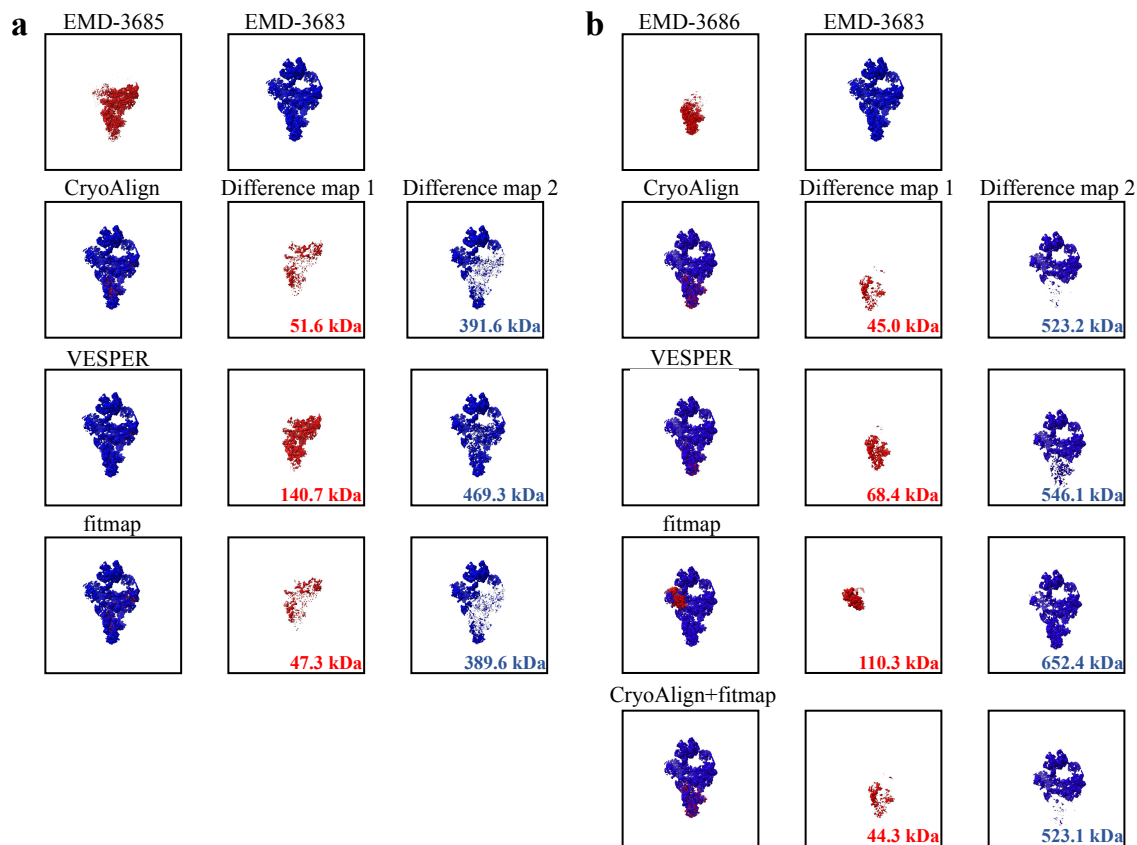 a
EMD-3685 EMD-3683
CryoAlign Difference map 1 Difference map 2
51.6 kDa 391.6 kDa
VESPER
140.7 kDa 469.3 kDa
fitmap
47.3 kDa 389.6 kDa
b
EMD-3686 EMD-3683
CryoAlign Difference map 1 Difference map 2
45.0 kDa 523.2 kDa
VESPER
68.4 kDa 546.1 kDa
fitmap
110.3 kDa 652.4 kDa
CryoAlign+fitmap
44.3 kDa 523.1 kDa